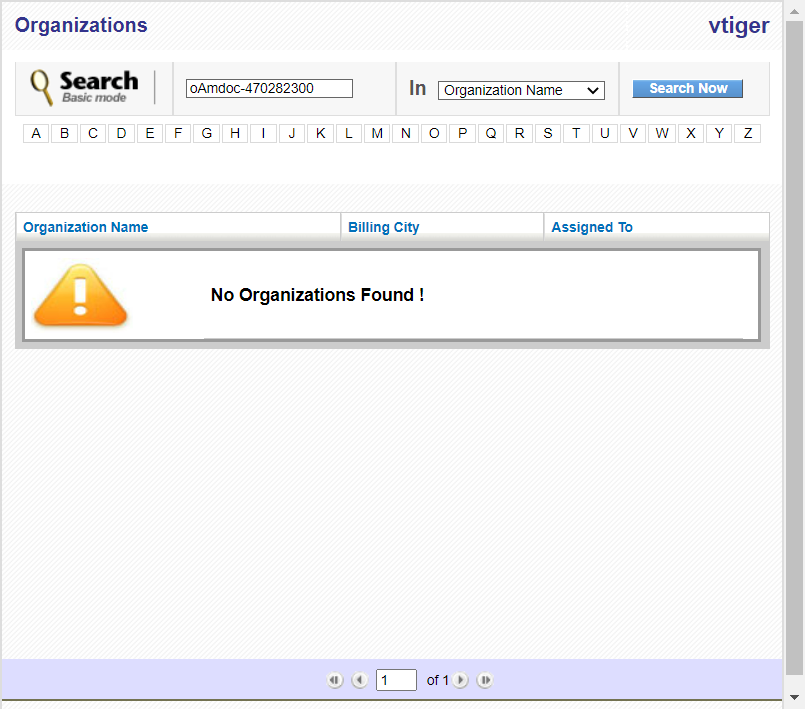 Organizations vtiger
Search
Basic mode
oAmdoc-470282300 In Organization Name Search Now
A B C D E F G H I J K L M N O P Q R S T U V W X Y Z
Organization Name Billing City Assigned To
No Organizations Found !
1 of 1